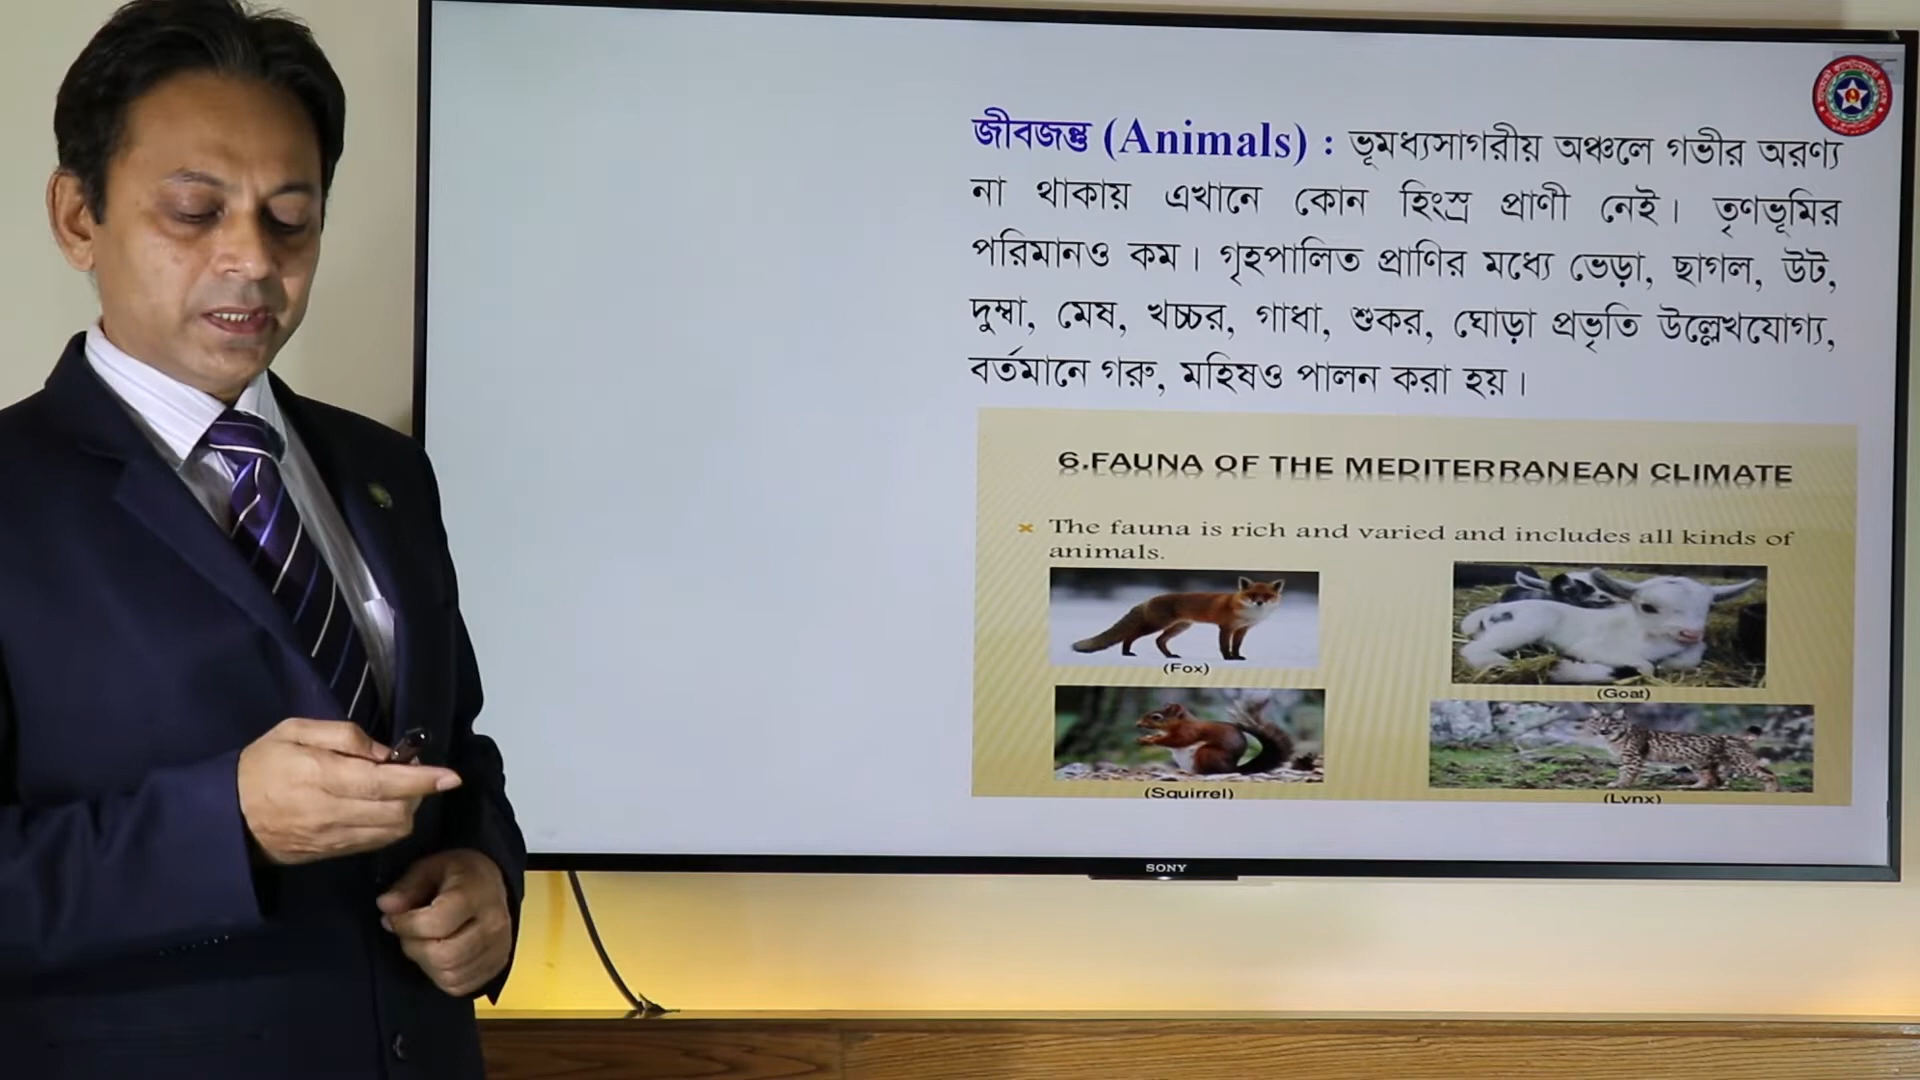 জীবজন্তু (Animals) : ভূমধ্যসাগরীয় অঞ্চলে গভীর অরণ্য
না থাকায় এখানে কোন হিংস্র প্রাণী নেই। তৃণভূমির
পরিমানও কম। গৃহপালিত প্রাণির মধ্যে ভেড়া, ছাগল, উট,
দুম্বা, মেষ, খচ্চর, গাধা, শুকর, ঘোড়া প্রভৃতি উল্লেখযোগ্য,
বর্তমানে গরু, মহিষও পালন করা হয়।
6.FAUNA OF THE MEDITERRANEAN CLIMATE
The fauna is rich and varied and includes all kinds of
animals.
(Fox)
(Goat)
(Squirrel)
(Lynx)
SONY